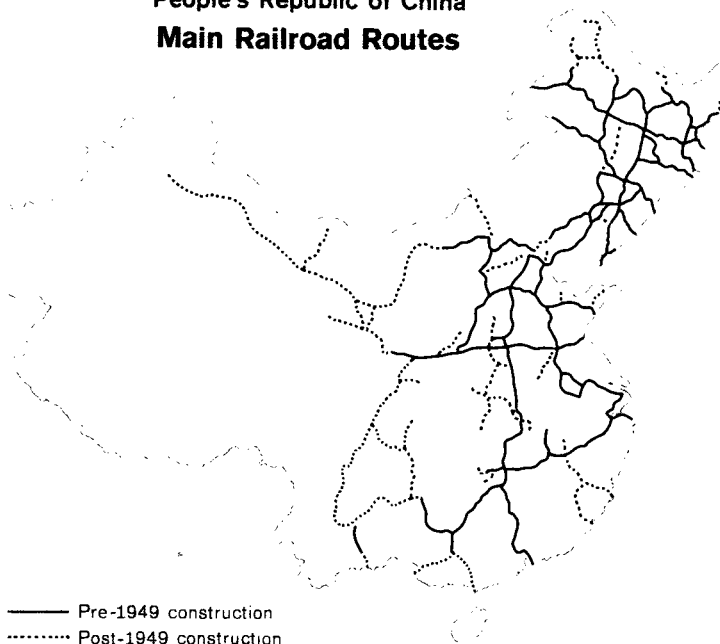 People's Republic of China
Main Railroad Routes
Pre-1949 construction
Post-1949 construction